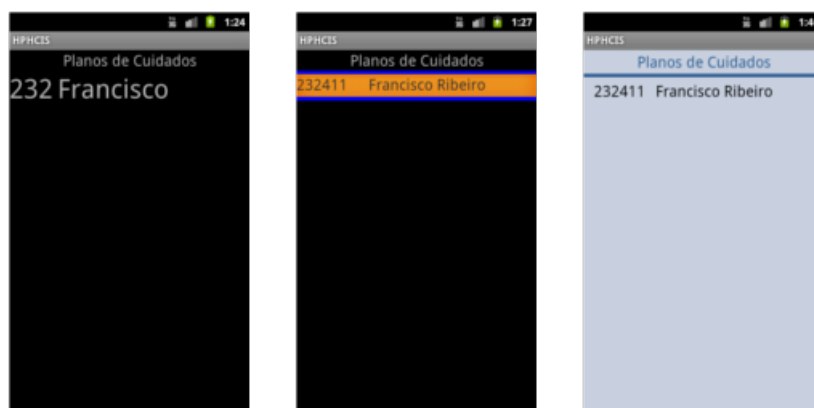 1:24
HPHCIS
Planos de Cuidados
232 Francisco
1:27
HPHCIS
Planos de Cuidados
232411 Francisco Ribeiro
HPHCIS
Planos de Cuidados
232411 Francisco Ribeiro